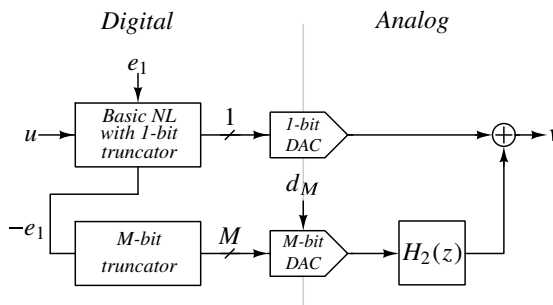 Digital
Analog
e1
Basic NL
with 1-bit
truncator
u
1
1-bit
DAC
v
dM
−e1
M-bit
truncator
M
M-bit
DAC
H2(z)